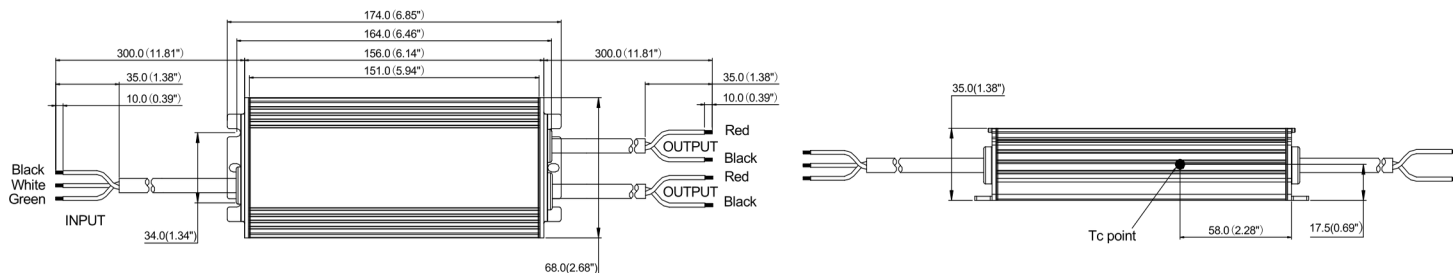 174.0(6.85")
164.0(6.46")
300.0(11.81")
156.0(6.14")
300.0(11.81")
35.0(1.38")
151.0(5.94")
35.0(1.38")
10.0(0.39")
10.0(0.39")
Red
OUTPUT
Black
Red
OUTPUT
Black
Black
White
Green
INPUT
34.0(1.34")
68.0(2.68")
35.0(1.38")
Tc point
58.0(2.28")
17.5(0.69")